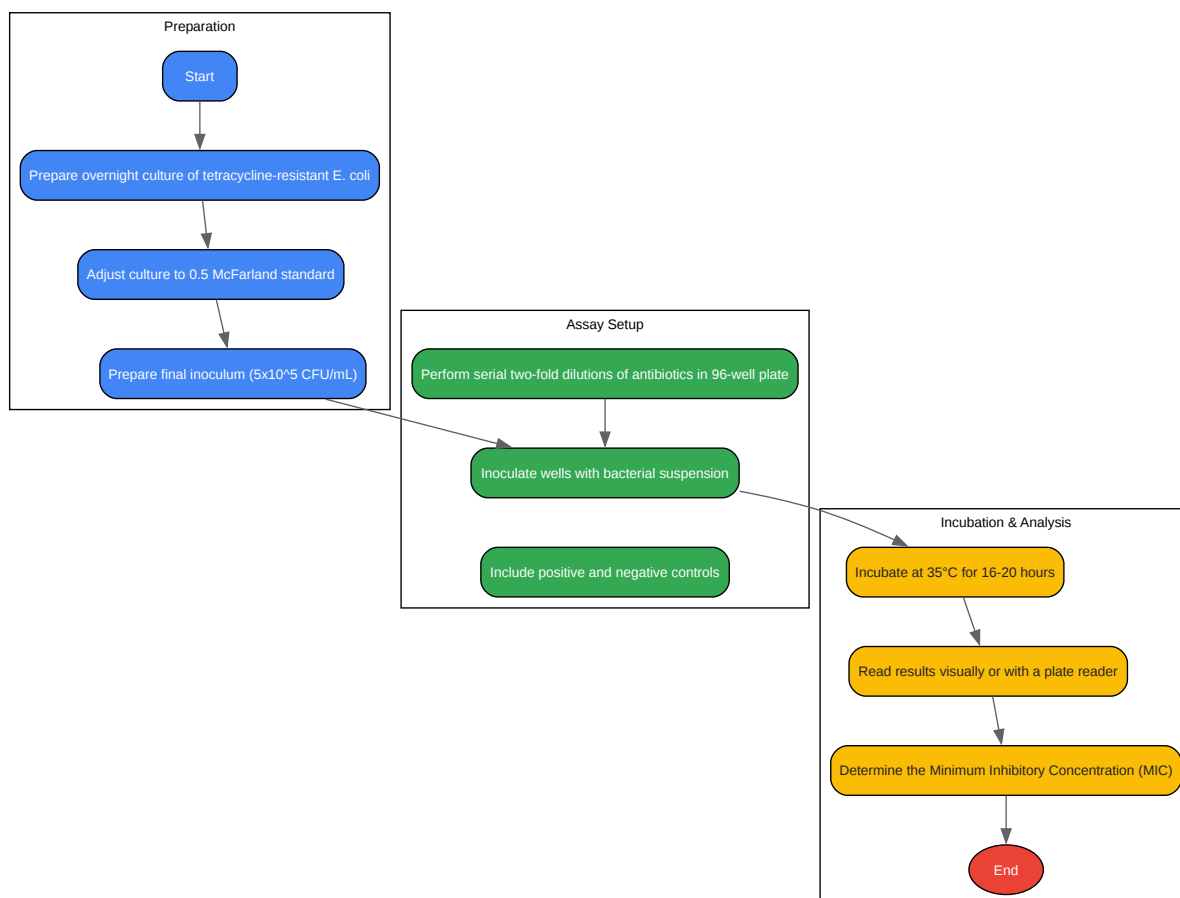 Preparation
Start
Prepare overnight culture of tetracycline-resistant E. coli
Adjust culture to 0.5 McFarland standard
Prepare final inoculum (5x10^5 CFU/mL)
Assay Setup
Perform serial two-fold dilutions of antibiotics in 96-well plate
Inoculate wells with bacterial suspension
Include positive and negative controls
Incubation & Analysis
Incubate at 35°C for 16-20 hours
Read results visually or with a plate reader
Determine the Minimum Inhibitory Concentration (MIC)
End